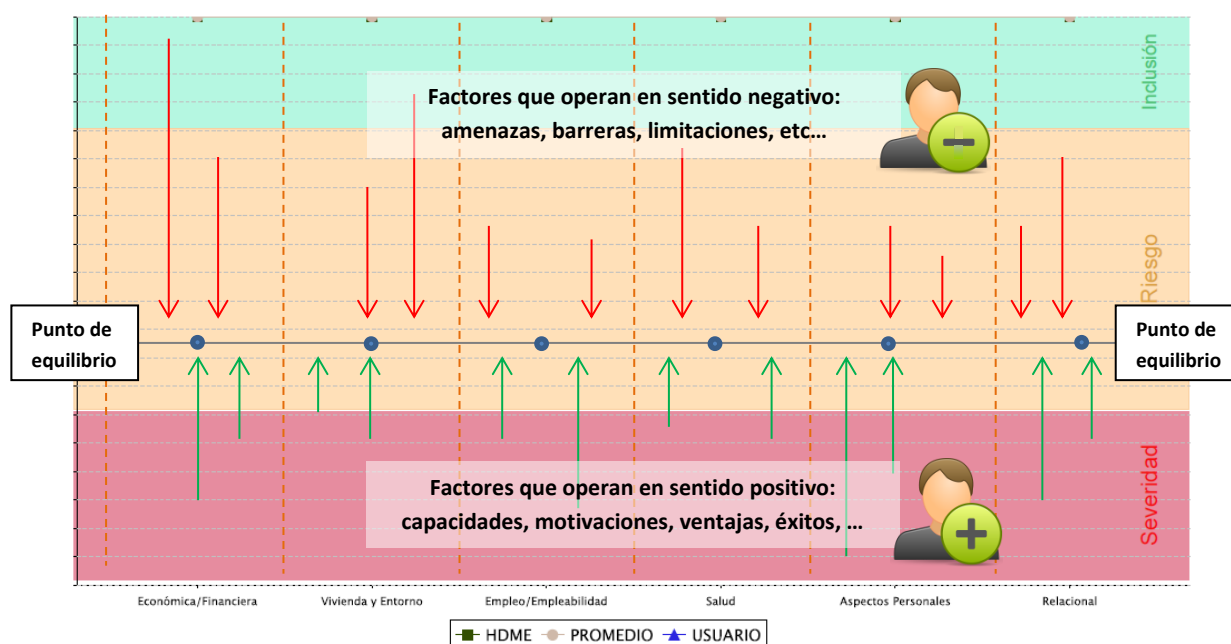 Inclusión
Factores que operan en sentido negativo:
amenazas, barreras, limitaciones, etc…
Riesgo
Punto de
equilibrio
Punto de
equilibrio
Factores que operan en sentido positivo:
capacidades, motivaciones, ventajas, éxitos, …
Severidad
Económica/Financiera
Vivienda y Entorno
Empleo/Empleabilidad
Salud
Aspectos Personales
Relacional
HDME
PROMEDIO
USUARIO